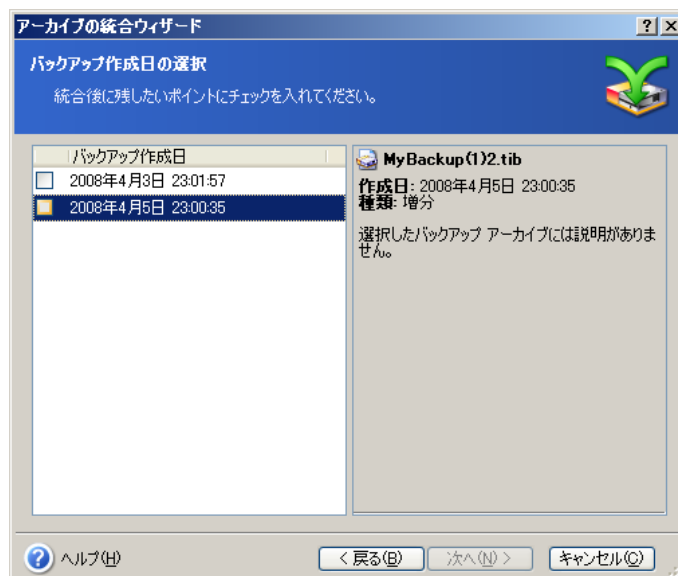 アーカイブの統合ウィザード
バックアップ作成日の選択
統合後に残したいポイントにチェックを入れてください。
バックアップ作成日
2008年4月3日 23:01:57
2008年4月5日 23:00:35
MyBackup(1)2.tib
作成日: 2008年4月5日 23:00:35
種類: 増分
選択したバックアップ アーカイブには説明がありま
せん。
ヘルプ(H)
< 戻る(B)
次へ(N) >
キャンセル(C)